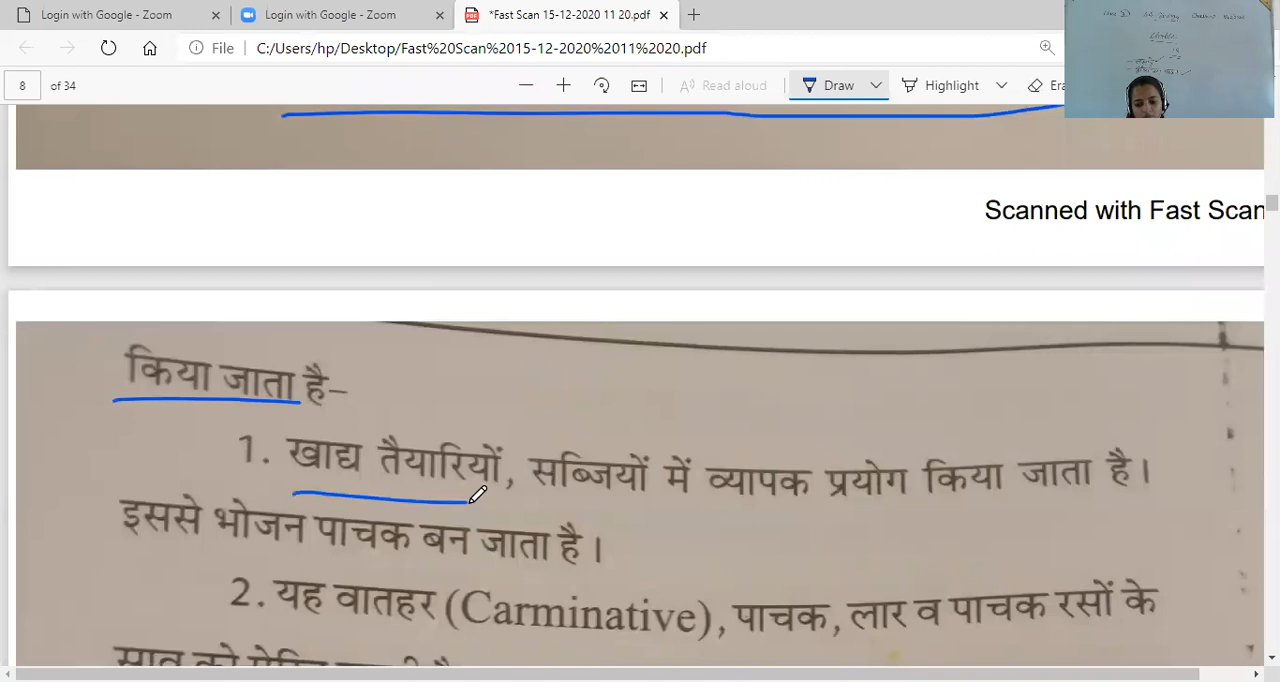 Login with Google - Zoom
Login with Google - Zoom
*Fast Scan 15-12-2020 11 20.pdf
File
C:/Users/hp/Desktop/Fast%20Scan%2015-12-2020%2011%2020.pdf
8 of 34
Read aloud
Draw
Highlight
Era
Scanned with Fast Scan
किया जाता है–
1. खाद्य तैयारियों, सब्जियों में व्यापक प्रयोग किया जाता है।
इससे भोजन पाचक बन जाता है।
2. यह वातहर (Carminative), पाचक, लार व पाचक रसों के